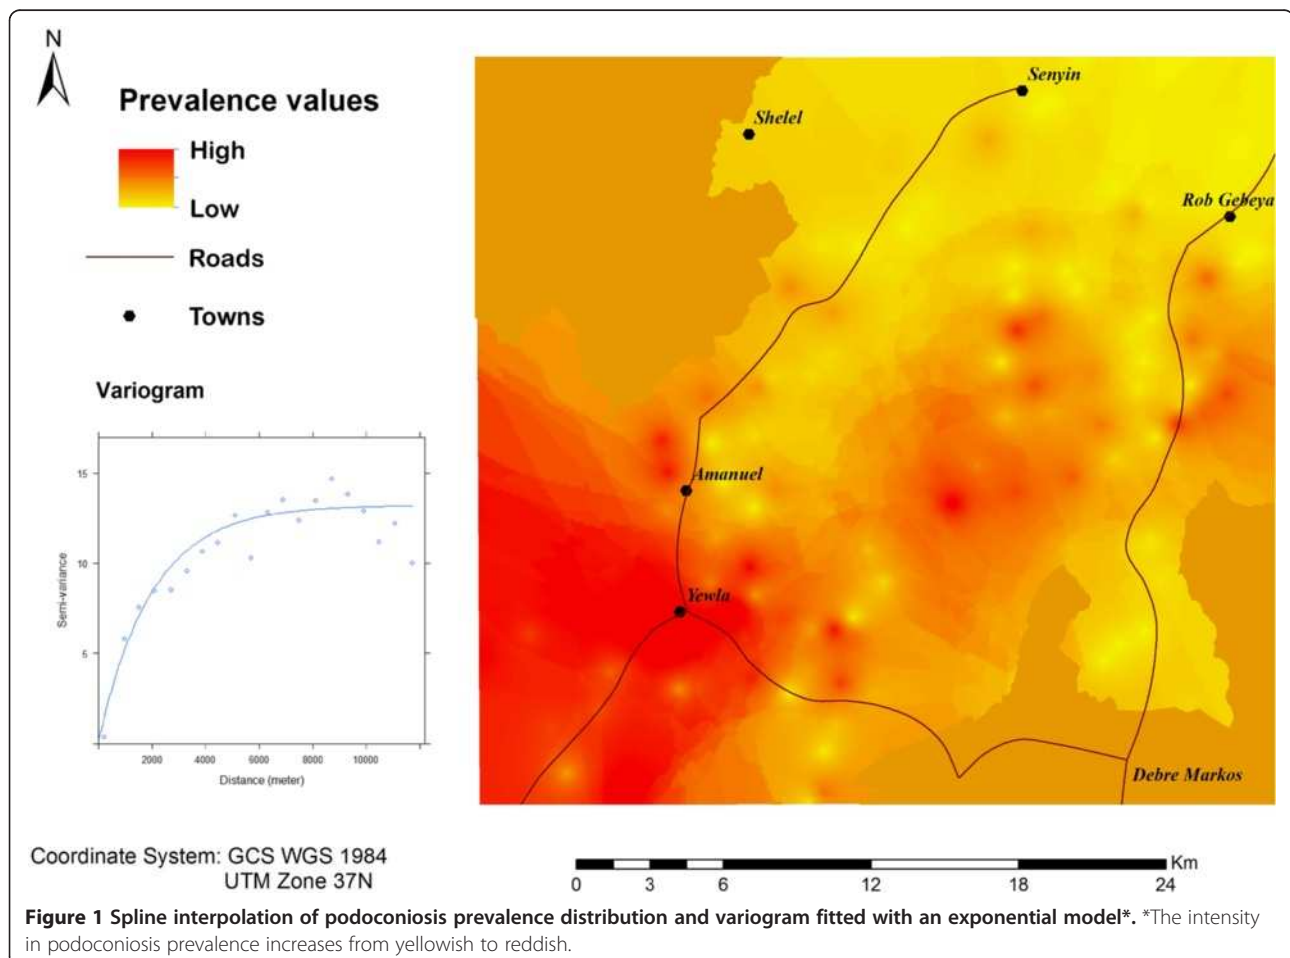 N
Prevalence values
High
Low
Roads
Towns
Variogram
15
10
5
Semi-variance
2000 4000 6000 8000 10000
Distance (meter)
Senyin
Shelel
Rob Gebeya
Amanuel
Yewla
Debre Markos
Coordinate System: GCS WGS 1984
UTM Zone 37N
Km
0 3 6 12 18 24
Figure 1 Spline interpolation of podoconiosis prevalence distribution and variogram fitted with an exponential model*. *The intensity
in podoconiosis prevalence increases from yellowish to reddish.